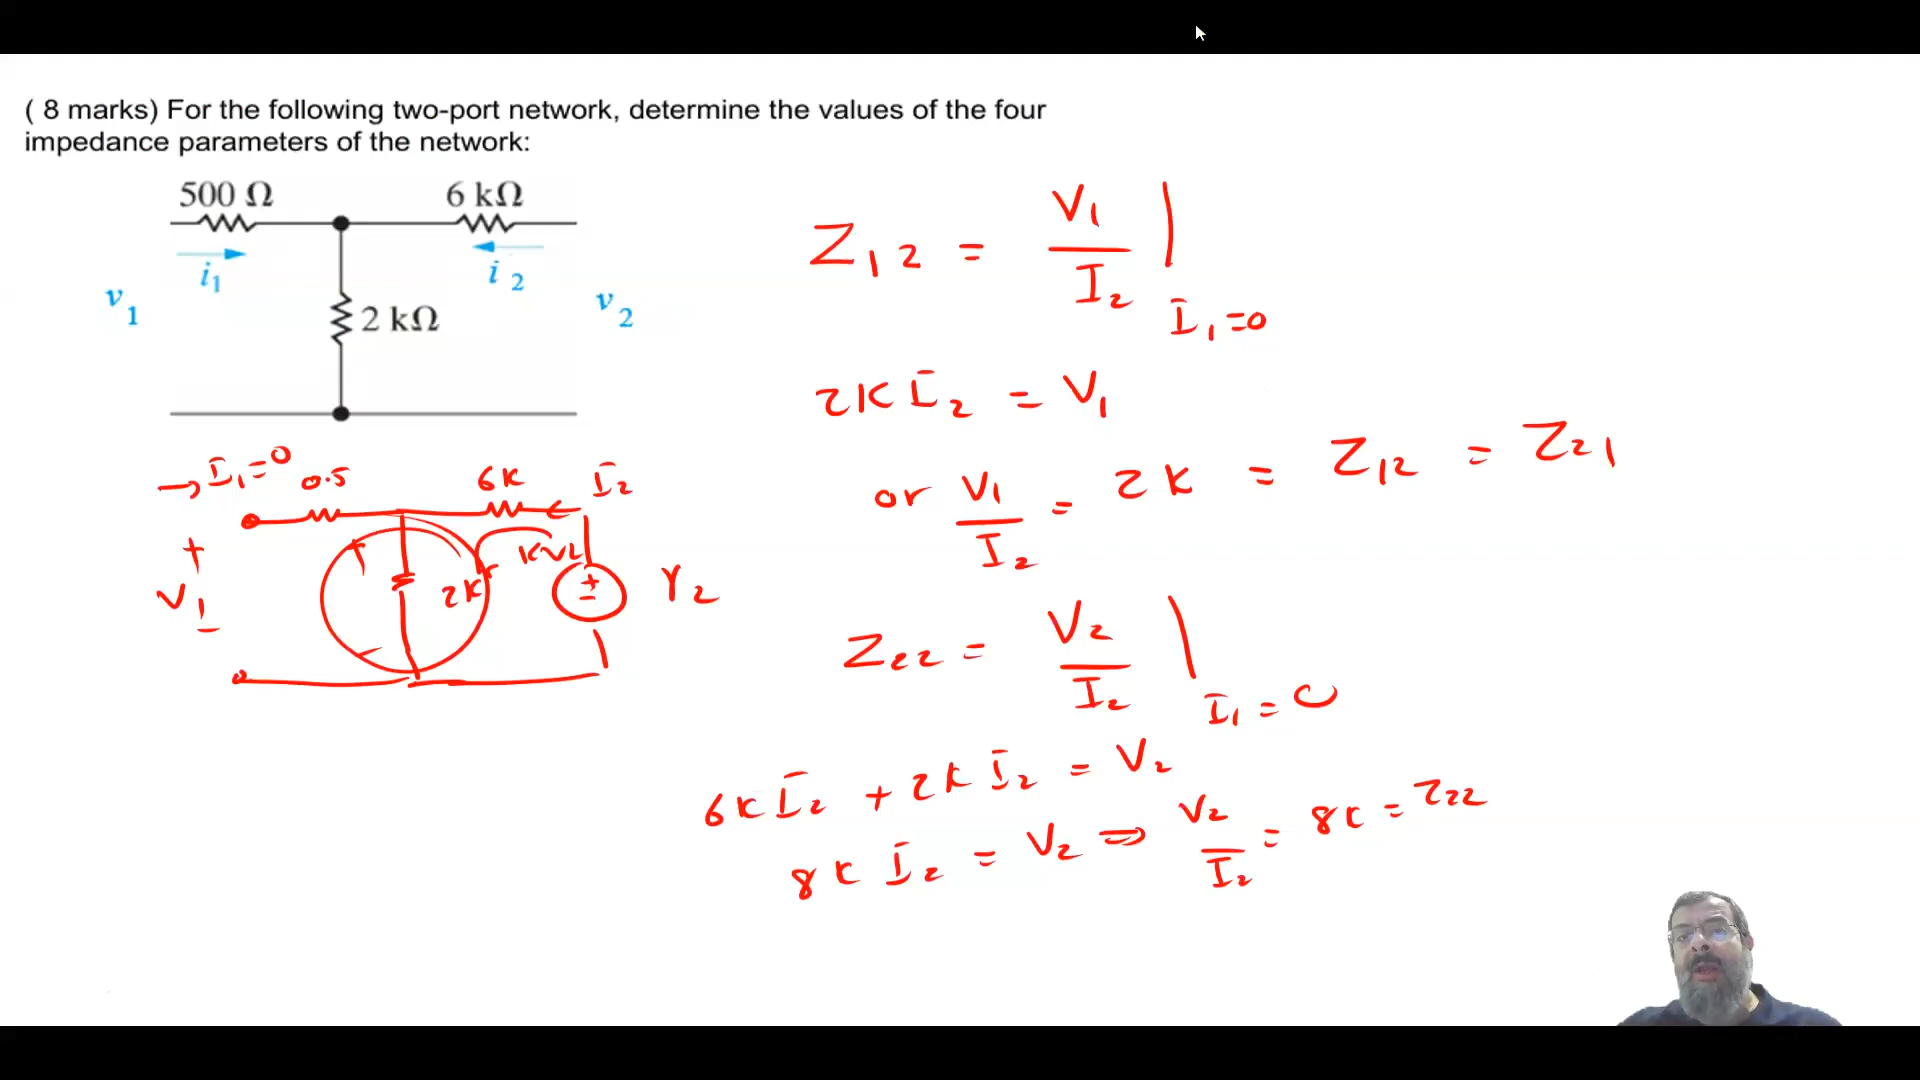 ( 8 marks) For the following two-port network, determine the values of the four
impedance parameters of the network:
500 Ω
6 kΩ
i1
i 2
v1
v2
2 kΩ
Z12 = V1 / I2 | I1=0
2K I2 = V1
or V1 / I2 = 2K = Z12 = Z21
→ I1=0
0.5
6K
I2
+
V1
−
2K
KVL
+
−
V2
Z22 = V2 / I2 | I1 = 0
6K I2 + 2K I2 = V2
8K I2 = V2 ⇒ V2 / I2 = 8K = Z22